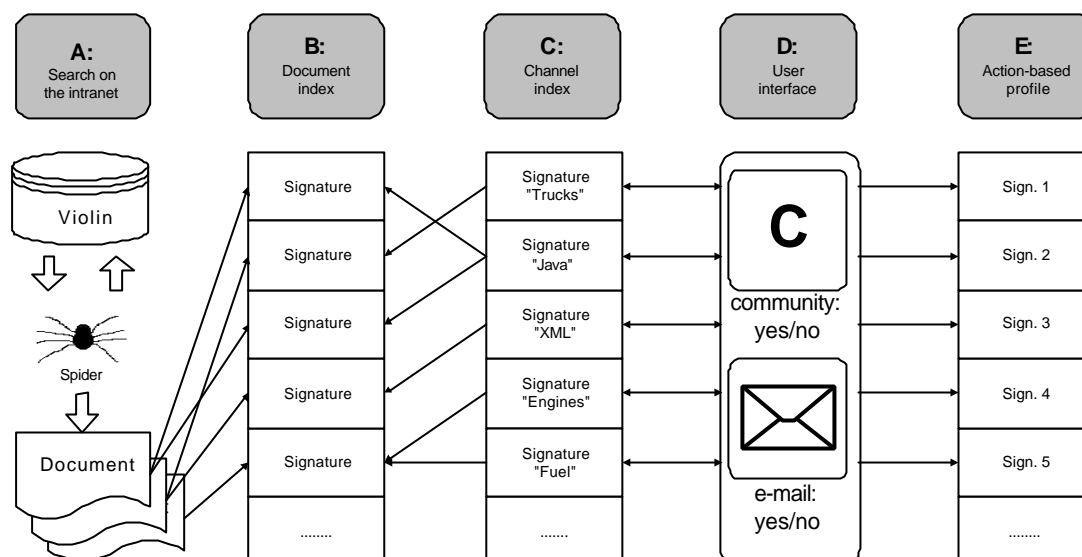 A:
Search on
the intranet
B:
Document
index
C:
Channel
index
D:
User
interface
E:
Action-based
profile
Violin
Spider
Document
Signature
Signature
Signature
Signature
Signature
........
Signature
"Trucks"
Signature
"Java"
Signature
"XML"
Signature
"Engines"
Signature
"Fuel"
.......
C
community:
yes/no
e-mail:
yes/no
Sign. 1
Sign. 2
Sign. 3
Sign. 4
Sign. 5
........